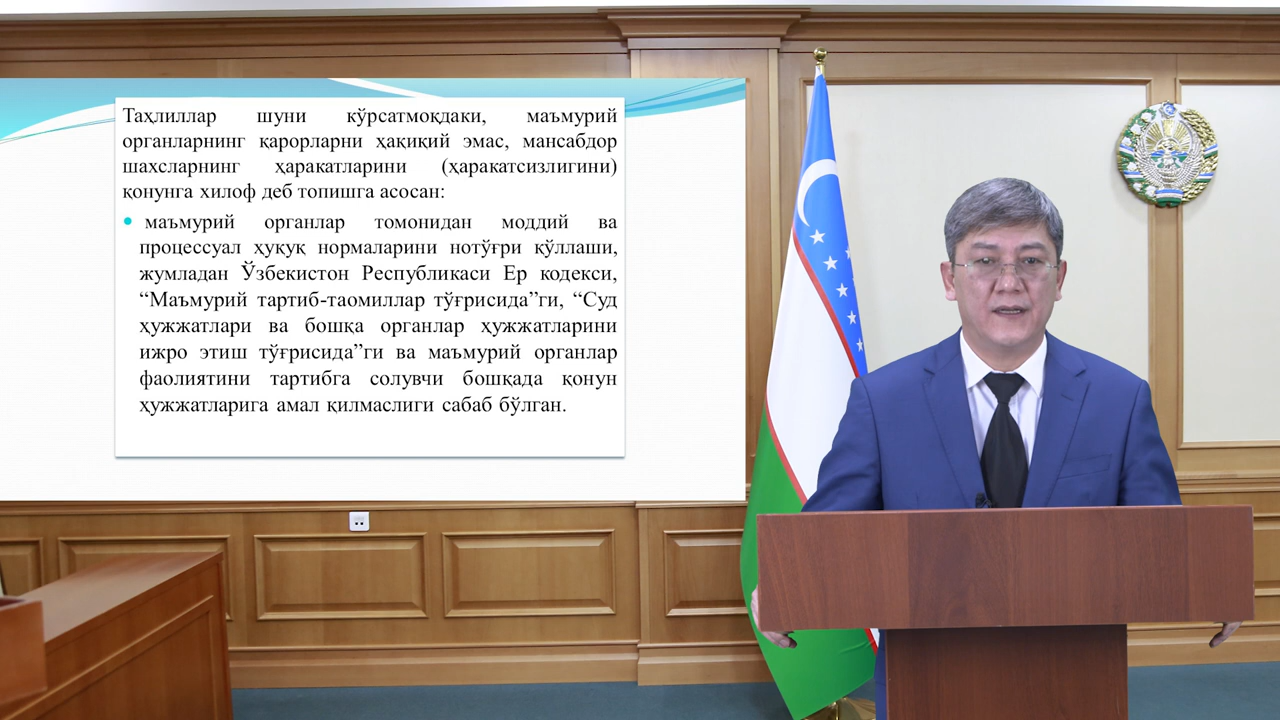 Таҳлиллар шуни кўрсатмоқдаки, маъмурий
органларнинг қарорларни ҳақиқий эмас, мансабдор
шахсларнинг ҳаракатларини (ҳаракатсизлигини)
қонунга хилоф деб топишга асосан:
• маъмурий органлар томонидан моддий ва
процессуал ҳуқуқ нормаларини нотўғри қўллаши,
жумладан Ўзбекистон Республикаси Ер кодекси,
“Маъмурий тартиб-таомиллар тўғрисида”ги, “Суд
ҳужжатлари ва бошқа органлар ҳужжатларини
ижро этиш тўғрисида”ги ва маъмурий органлар
фаолиятини тартибга солувчи бошқада қонун
ҳужжатларига амал қилмаслиги сабаб бўлган.